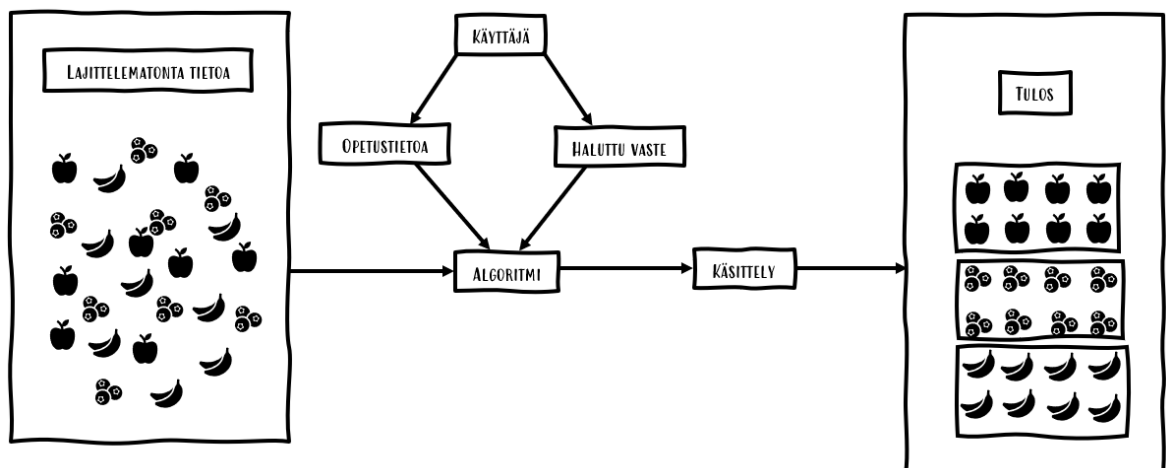 Käyttäjä
Lajittelematonta tietoa
Opetustietoa
Haluttu vaste
Algoritmi
Käsittely
Tulos